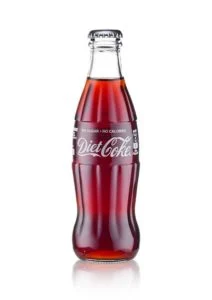 NO SUGAR • NO CALORIES
Diet Coke